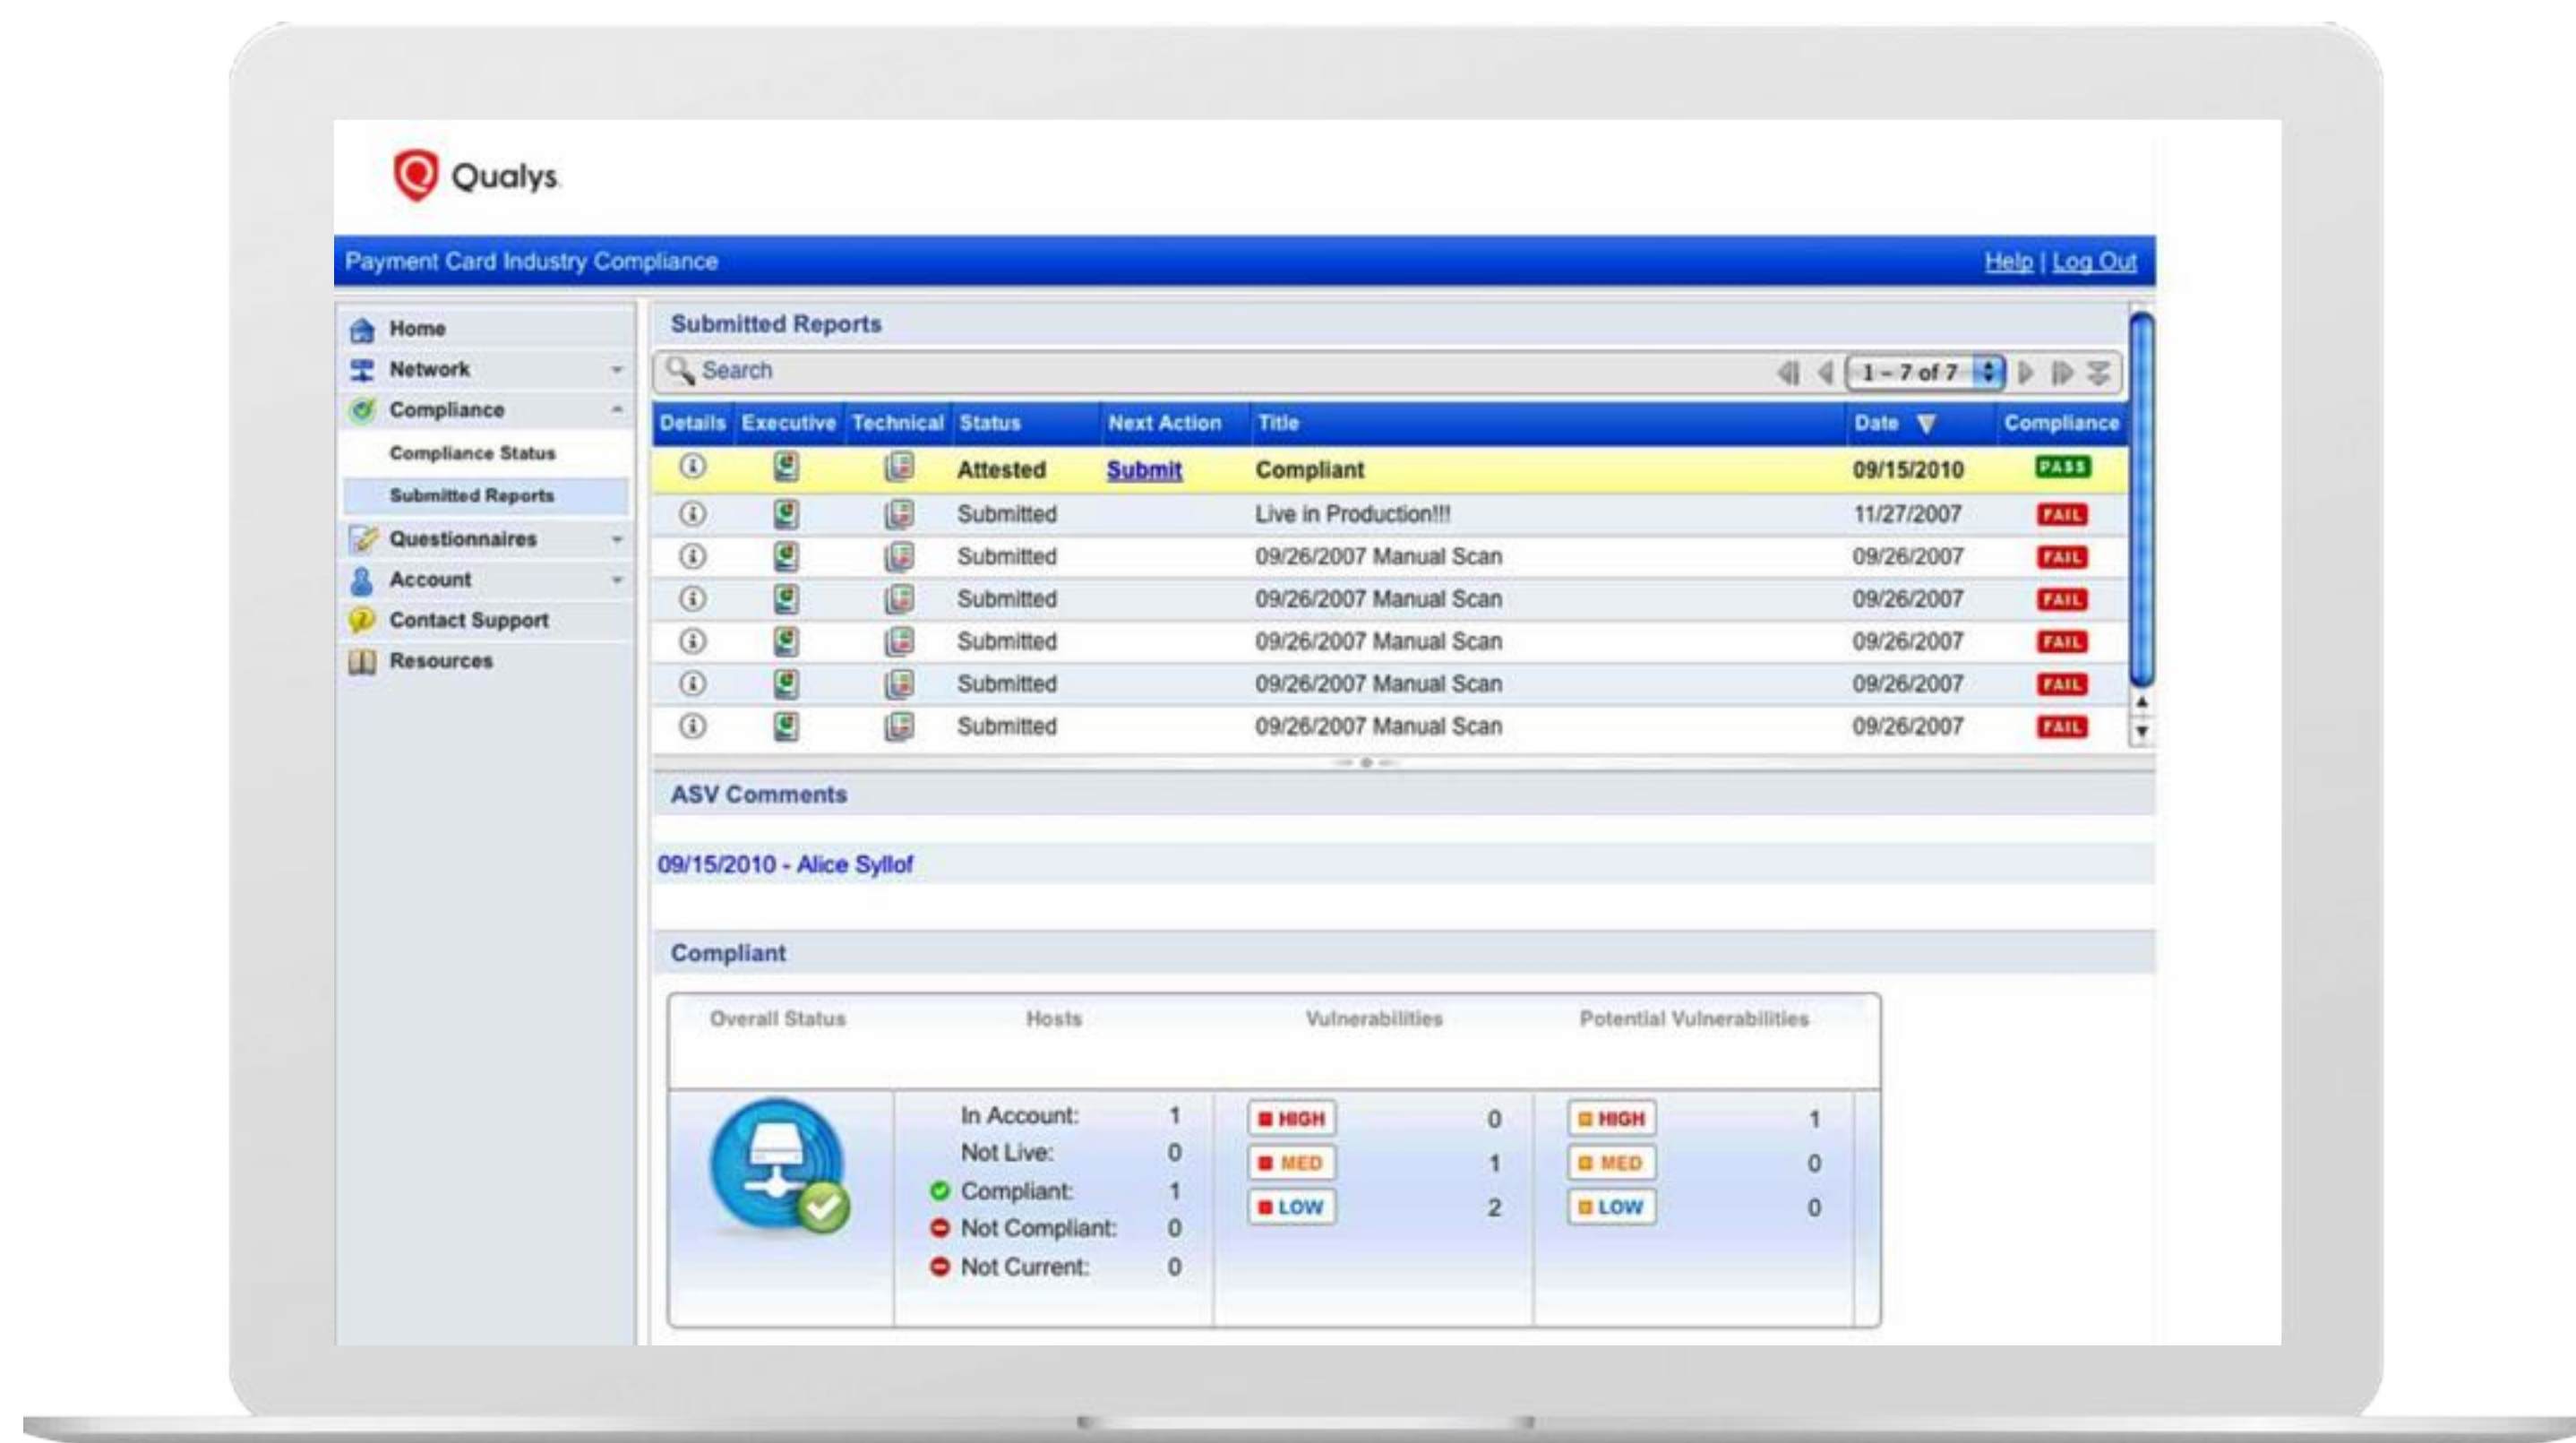 Qualys.
Payment Card Industry Compliance Help | Log Out
Home
Network
Compliance
Compliance Status
Submitted Reports
Questionnaires
Account
Contact Support
Resources
Submitted Reports
Search 1 – 7 of 7
Details Executive Technical Status Next Action Title Date Compliance
Attested Submit Compliant 09/15/2010 PASS
Submitted Live in Production!!! 11/27/2007 FAIL
Submitted 09/26/2007 Manual Scan 09/26/2007 FAIL
Submitted 09/26/2007 Manual Scan 09/26/2007 FAIL
Submitted 09/26/2007 Manual Scan 09/26/2007 FAIL
Submitted 09/26/2007 Manual Scan 09/26/2007 FAIL
Submitted 09/26/2007 Manual Scan 09/26/2007 FAIL
ASV Comments
09/15/2010 - Alice Syllof
Compliant
Overall Status Hosts Vulnerabilities Potential Vulnerabilities
In Account: 1 HIGH 0 HIGH 1
Not Live: 0
MED 1 MED 0
Compliant: 1
LOW 2 LOW 0
Not Compliant: 0
Not Current: 0